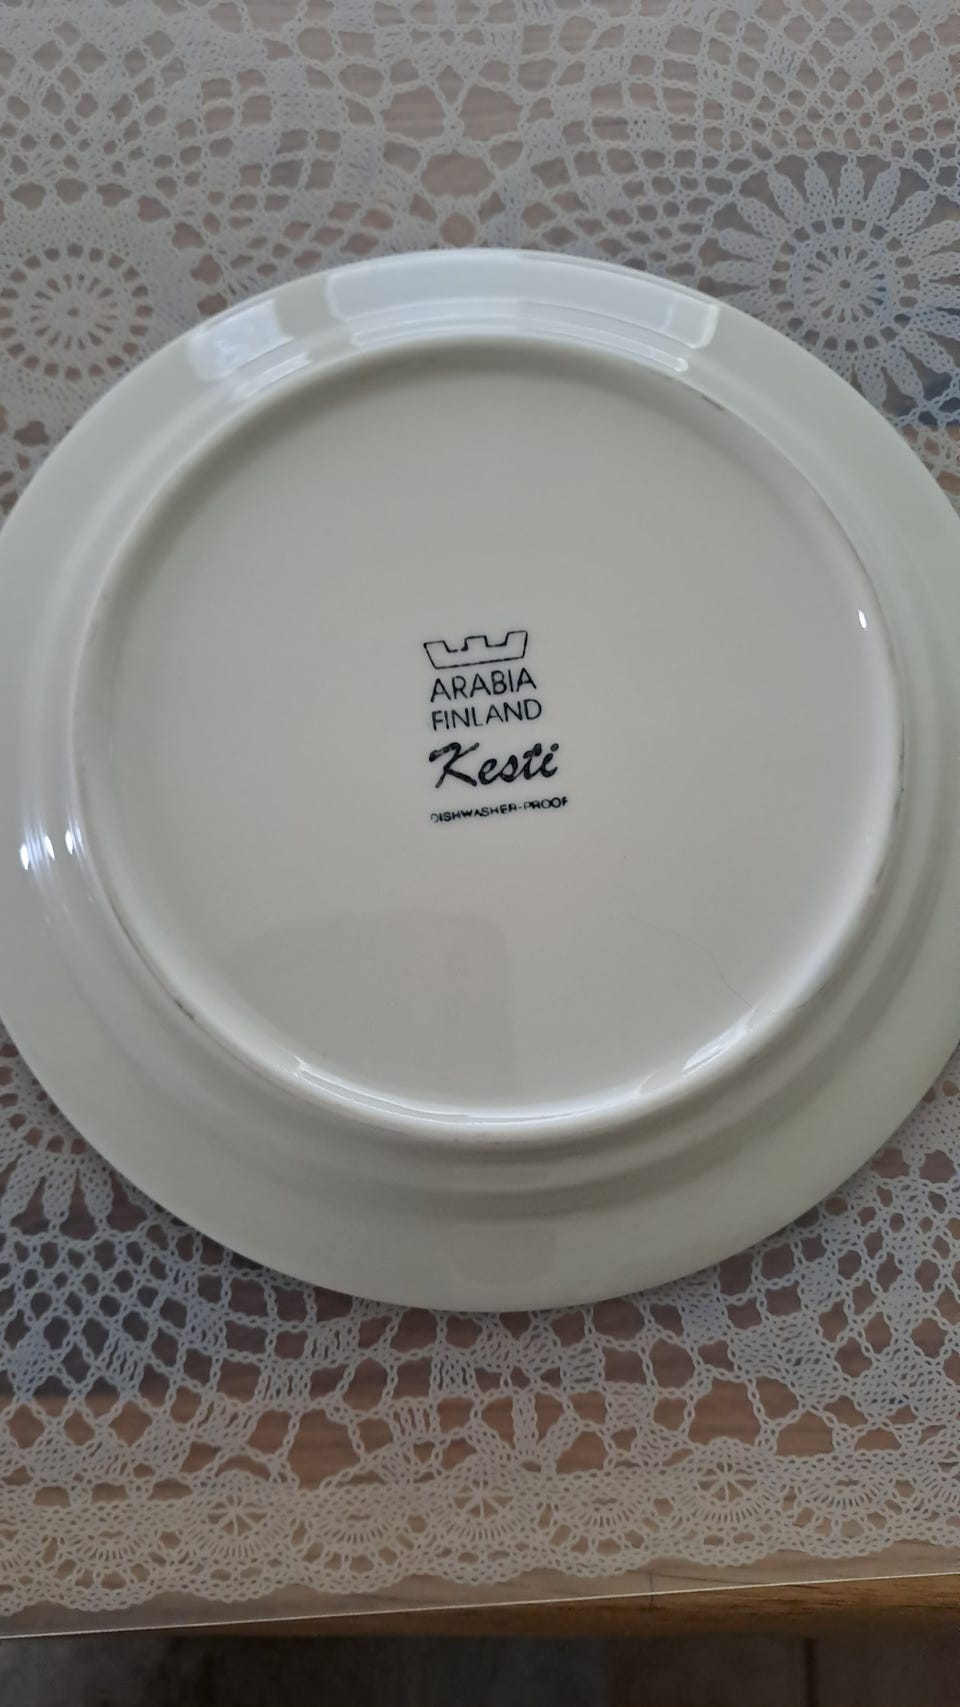 ARABIA
FINLAND
Kesti
DISHWASHER-PROOF